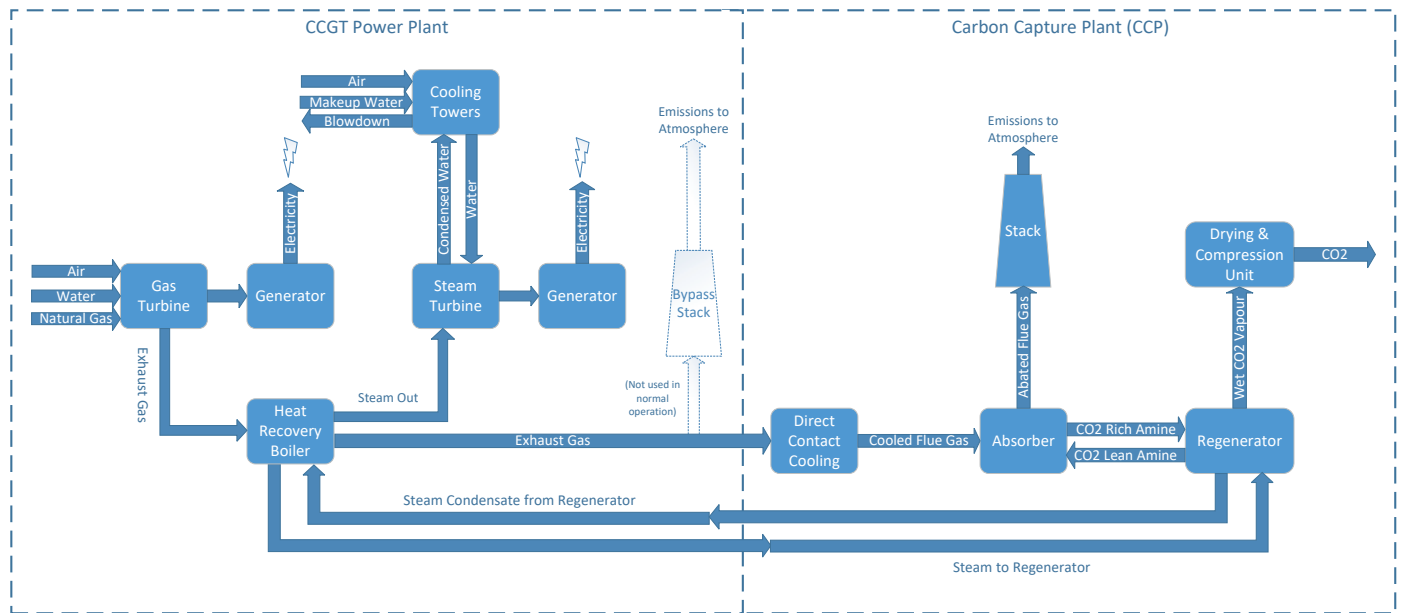 CCGT Power Plant
Carbon Capture Plant (CCP)
Air
Makeup Water
Blowdown
Cooling
Towers
Emissions to
Atmosphere
Emissions to
Atmosphere
Electricity
Condensed Water
Water
Electricity
Stack
Drying &
Compression
Unit
CO2
Air
Water
Natural Gas
Gas
Turbine
Generator
Steam
Turbine
Generator
Bypass
Stack
Exhaust Gas
Abated Flue Gas
Wet CO2 Vapour
Steam Out
(Not used in
normal
operation)
Heat
Recovery
Boiler
Exhaust Gas
Direct
Contact
Cooling
Cooled Flue Gas
Absorber
CO2 Rich Amine
CO2 Lean Amine
Regenerator
Steam Condensate from Regenerator
Steam to Regenerator